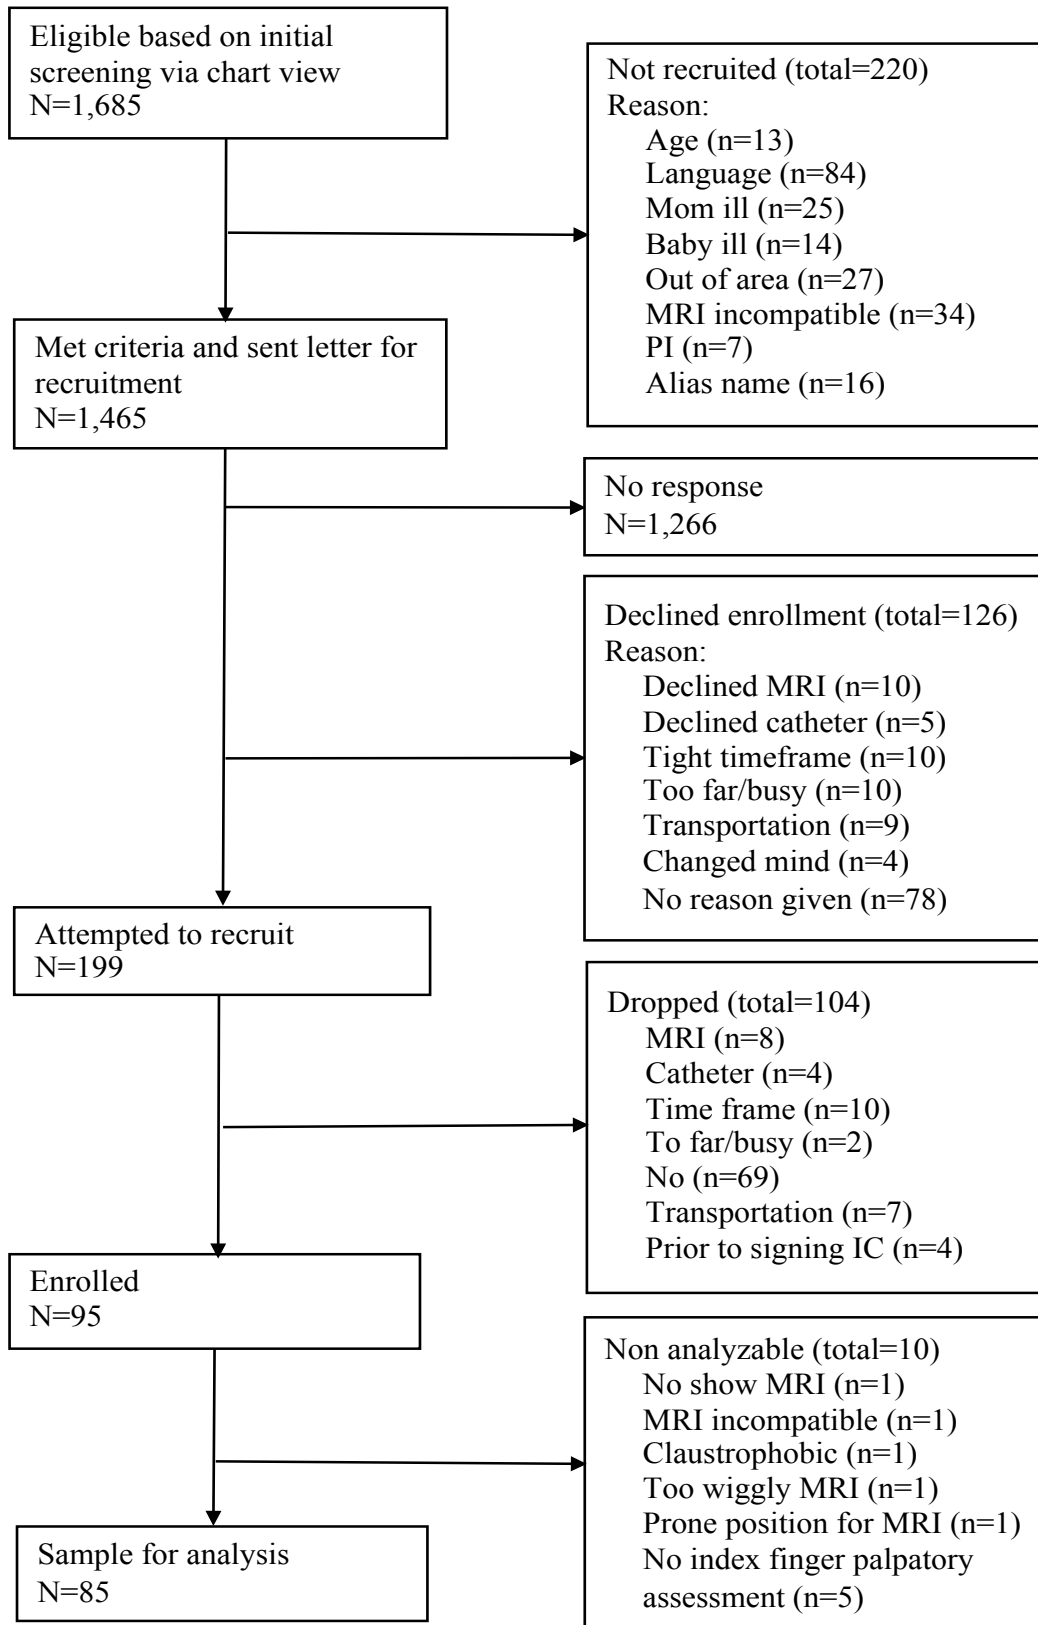 Eligible based on initial
screening via chart view
N=1,685
Not recruited (total=220)
Reason:
Age (n=13)
Language (n=84)
Mom ill (n=25)
Baby ill (n=14)
Out of area (n=27)
MRI incompatible (n=34)
PI (n=7)
Alias name (n=16)
Met criteria and sent letter for
recruitment
N=1,465
No response
N=1,266
Declined enrollment (total=126)
Reason:
Declined MRI (n=10)
Declined catheter (n=5)
Tight timeframe (n=10)
Too far/busy (n=10)
Transportation (n=9)
Changed mind (n=4)
No reason given (n=78)
Attempted to recruit
N=199
Dropped (total=104)
MRI (n=8)
Catheter (n=4)
Time frame (n=10)
To far/busy (n=2)
No (n=69)
Transportation (n=7)
Prior to signing IC (n=4)
Enrolled
N=95
Non analyzable (total=10)
No show MRI (n=1)
MRI incompatible (n=1)
Claustrophobic (n=1)
Too wiggly MRI (n=1)
Prone position for MRI (n=1)
No index finger palpatory
assessment (n=5)
Sample for analysis
N=85